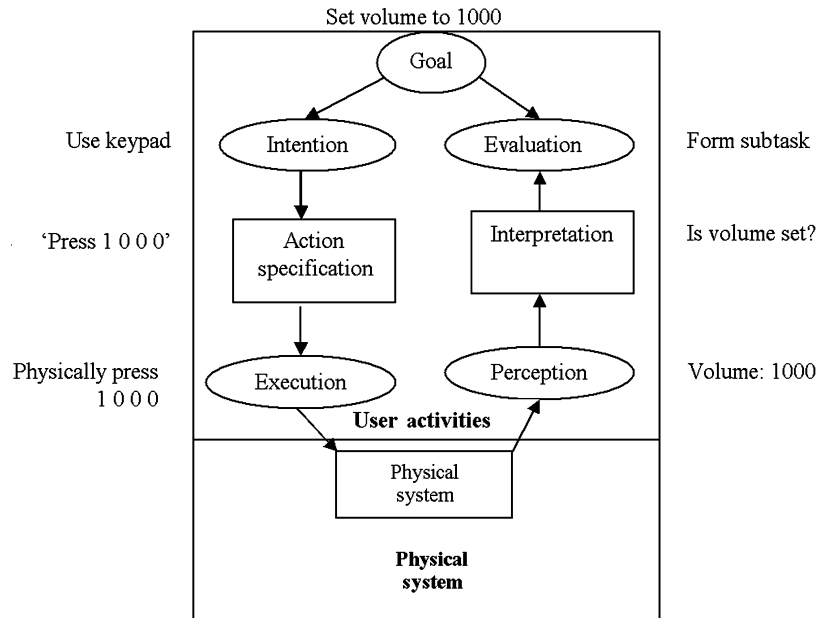 Set volume to 1000
Goal
Use keypad
Intention
Evaluation
Form subtask
‘Press 1 0 0 0’
Action
specification
Interpretation
Is volume set?
Physically press
1 0 0 0
Execution
Perception
Volume: 1000
User activities
Physical
system
Physical
system